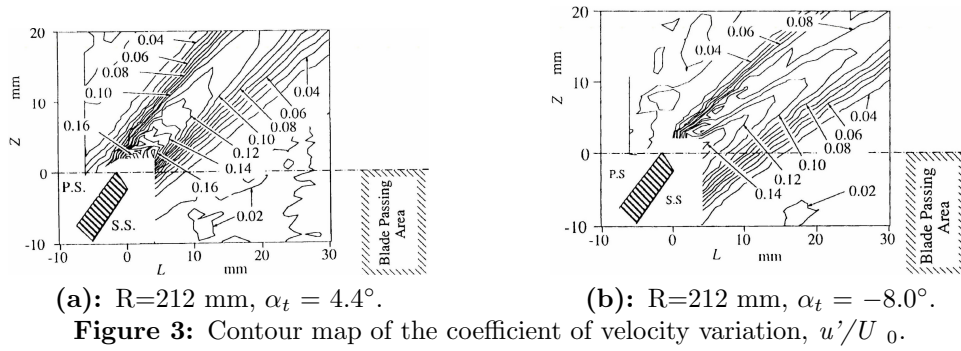 20
10
0
-10
Z mm
0.04
0.06
0.08
0.10
0.16
0.04
0.06
0.08
0.10
0.12
0.14
0.16
0.02
P.S.
S.S.
-10 0 10 20 30
L mm
Blade Passing
Area
20
10
0
-10
Z mm
0.06
0.08
0.04
0.04
0.06
0.08
0.10
0.12
0.14
0.02
P.S
S.S
-10 0 10 20 30
L mm
Blade Passing
Area
(a): R=212 mm, αt = 4.4°.
(b): R=212 mm, αt = −8.0°.
Figure 3: Contour map of the coefficient of velocity variation, u'/U 0.